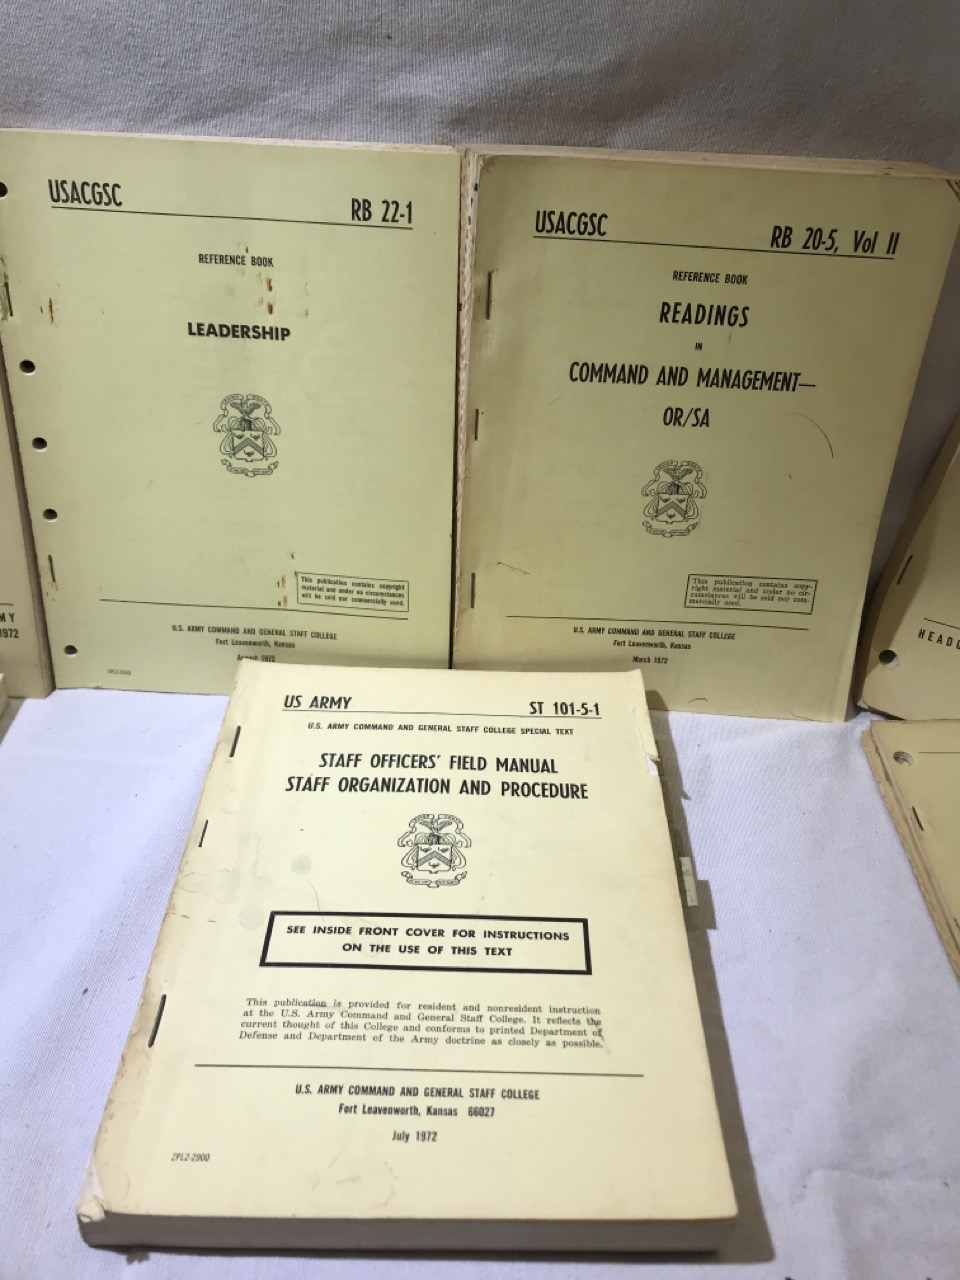 USACGSC
RB 22-1
REFERENCE BOOK
LEADERSHIP
This publication contains copyright
material and under no circumstances
will be sold nor commercially used.
U.S. ARMY COMMAND AND GENERAL STAFF COLLEGE
Fort Leavenworth, Kansas
August 1972
USACGSC
RB 20-5, Vol II
REFERENCE BOOK
READINGS
IN
COMMAND AND MANAGEMENT—
OR/SA
This publication contains copy-
right material and under no cir-
cumstances will be sold nor com-
mercially used.
U.S. ARMY COMMAND AND GENERAL STAFF COLLEGE
Fort Leavenworth, Kansas
March 1972
MY
1972
HEADQ
US ARMY
ST 101-5-1
U.S. ARMY COMMAND AND GENERAL STAFF COLLEGE SPECIAL TEXT
STAFF OFFICERS' FIELD MANUAL
STAFF ORGANIZATION AND PROCEDURE
SEE INSIDE FRONT COVER FOR INSTRUCTIONS
ON THE USE OF THIS TEXT
This publication is provided for resident and nonresident instruction
at the U.S. Army Command and General Staff College. It reflects the
current thought of this College and conforms to printed Department of
Defense and Department of the Army doctrine as closely as possible.
U.S. ARMY COMMAND AND GENERAL STAFF COLLEGE
Fort Leavenworth, Kansas 66027
July 1972
2PL2-2900